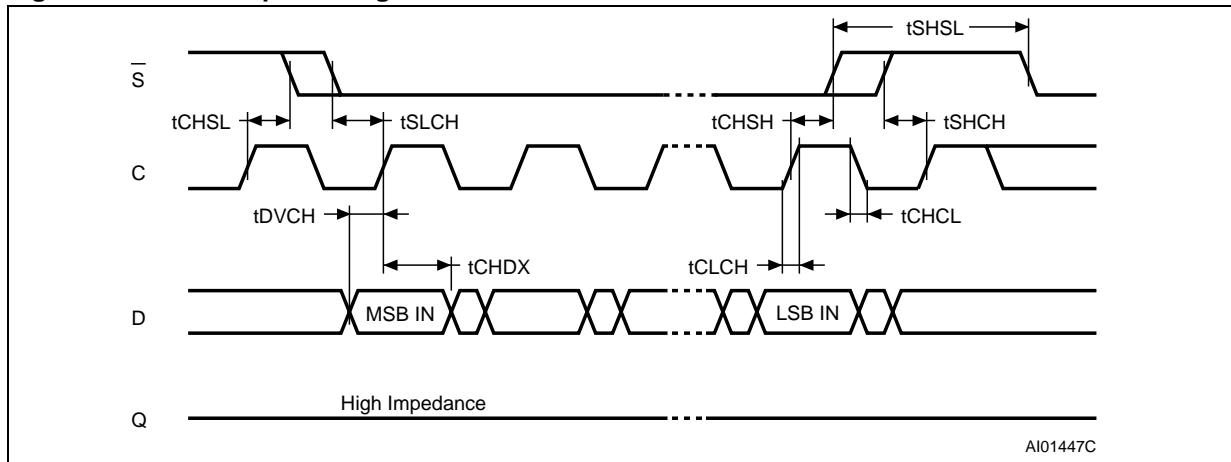 tSHSL
S
tCHSL
tSLCH
tCHSH
tSHCH
C
tDVCH
tCHCL
tCHDX
tCLCH
D
MSB IN
LSB IN
High Impedance
Q
AI01447C